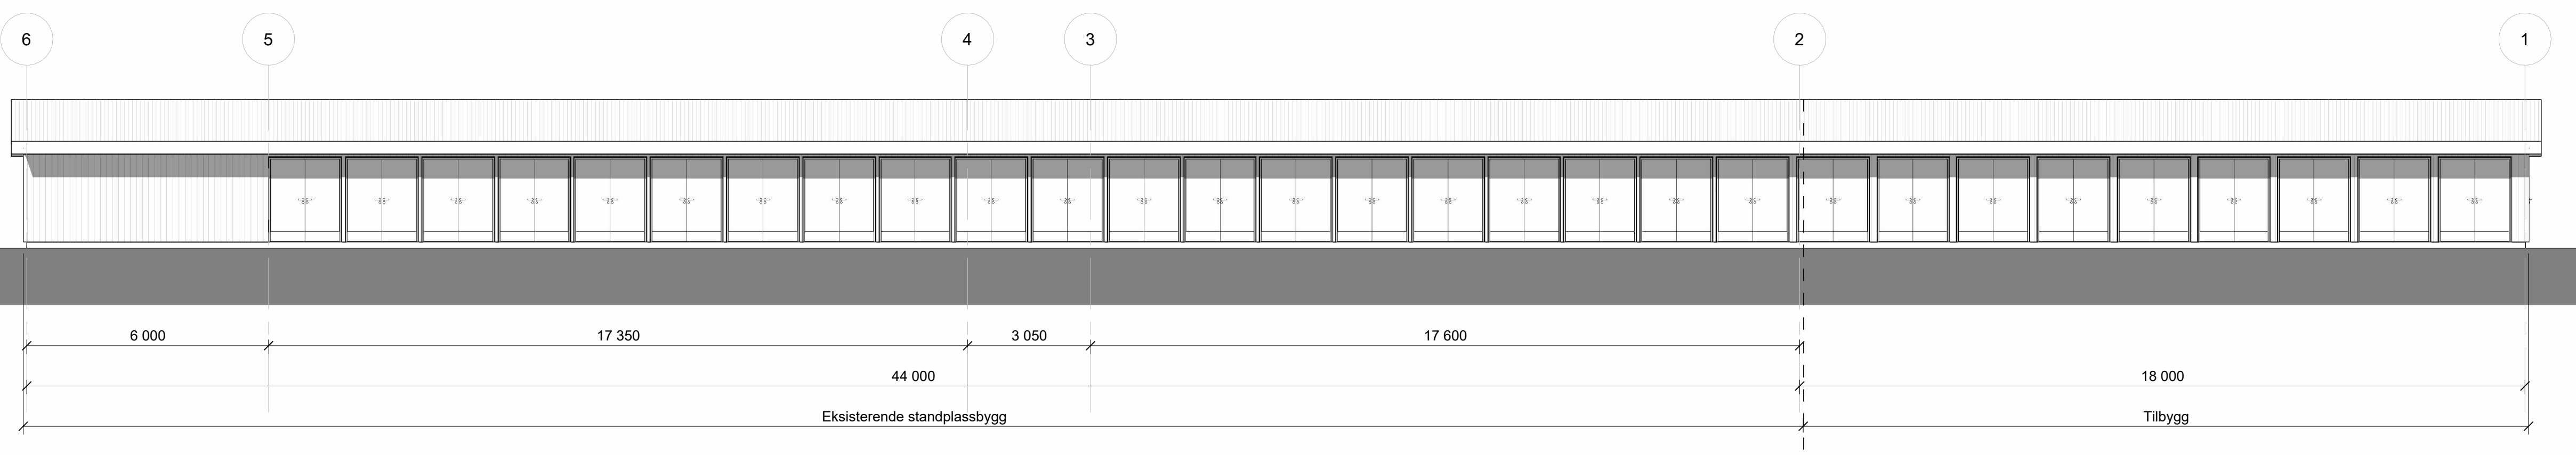 6 5 4 3 2 1
6 000 17 350 3 050 17 600
44 000 18 000
Eksisterende standplassbygg Tilbygg